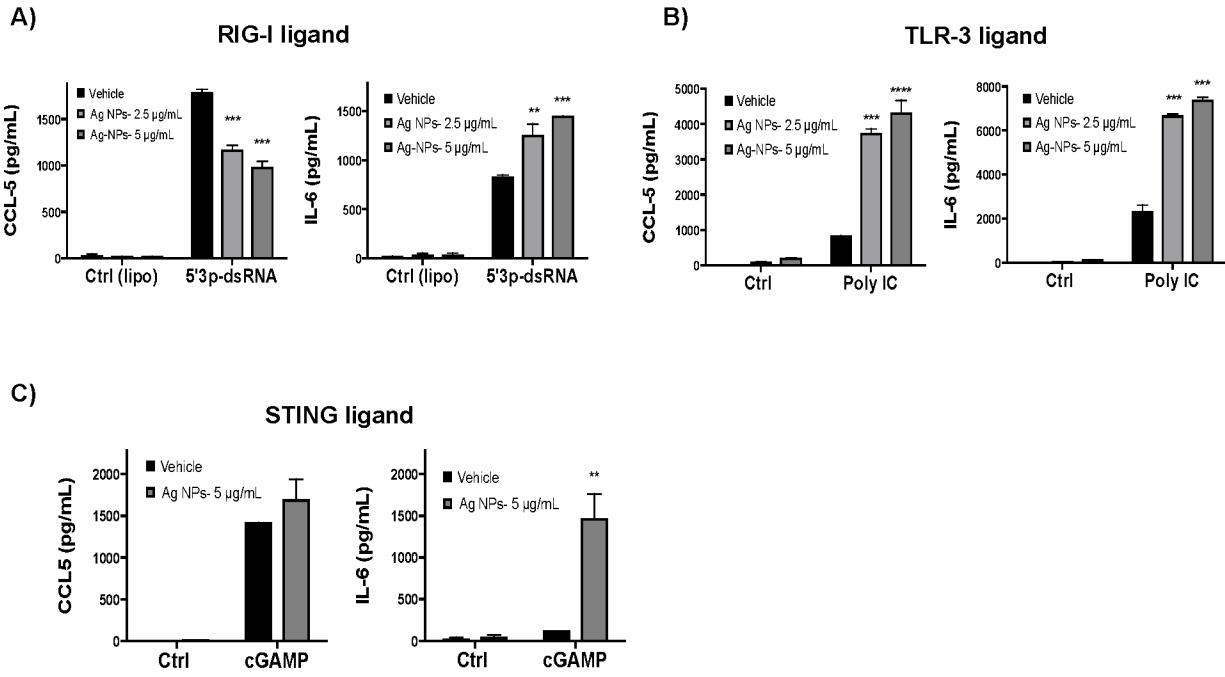 A)
RIG-I ligand
CCL-5 (pg/mL)
1500
1000
500
0
Vehicle
Ag NPs- 2.5 µg/mL
Ag-NPs- 5 µg/mL
***
***
Ctrl (lipo)
5'3p-dsRNA
IL-6 (pg/mL)
1500
1000
500
0
Vehicle
Ag NPs- 2.5 µg/mL
Ag-NPs- 5 µg/mL
**
***
Ctrl (lipo)
5'3p-dsRNA
B)
TLR-3 ligand
CCL-5 (pg/mL)
5000
4000
3000
2000
1000
0
Vehicle
Ag NPs- 2.5 µg/mL
Ag-NPs- 5 µg/mL
***
****
Ctrl
Poly IC
IL-6 (pg/mL)
8000
6000
4000
2000
0
Vehicle
Ag NPs- 2.5 µg/mL
Ag-NPs- 5 µg/mL
***
***
Ctrl
Poly IC
C)
STING ligand
CCL5 (pg/mL)
2000
1500
1000
500
0
Vehicle
Ag NPs- 5 µg/mL
Ctrl
cGAMP
IL-6 (pg/mL)
2000
1500
1000
500
0
Vehicle
Ag NPs- 5 µg/mL
**
Ctrl
cGAMP